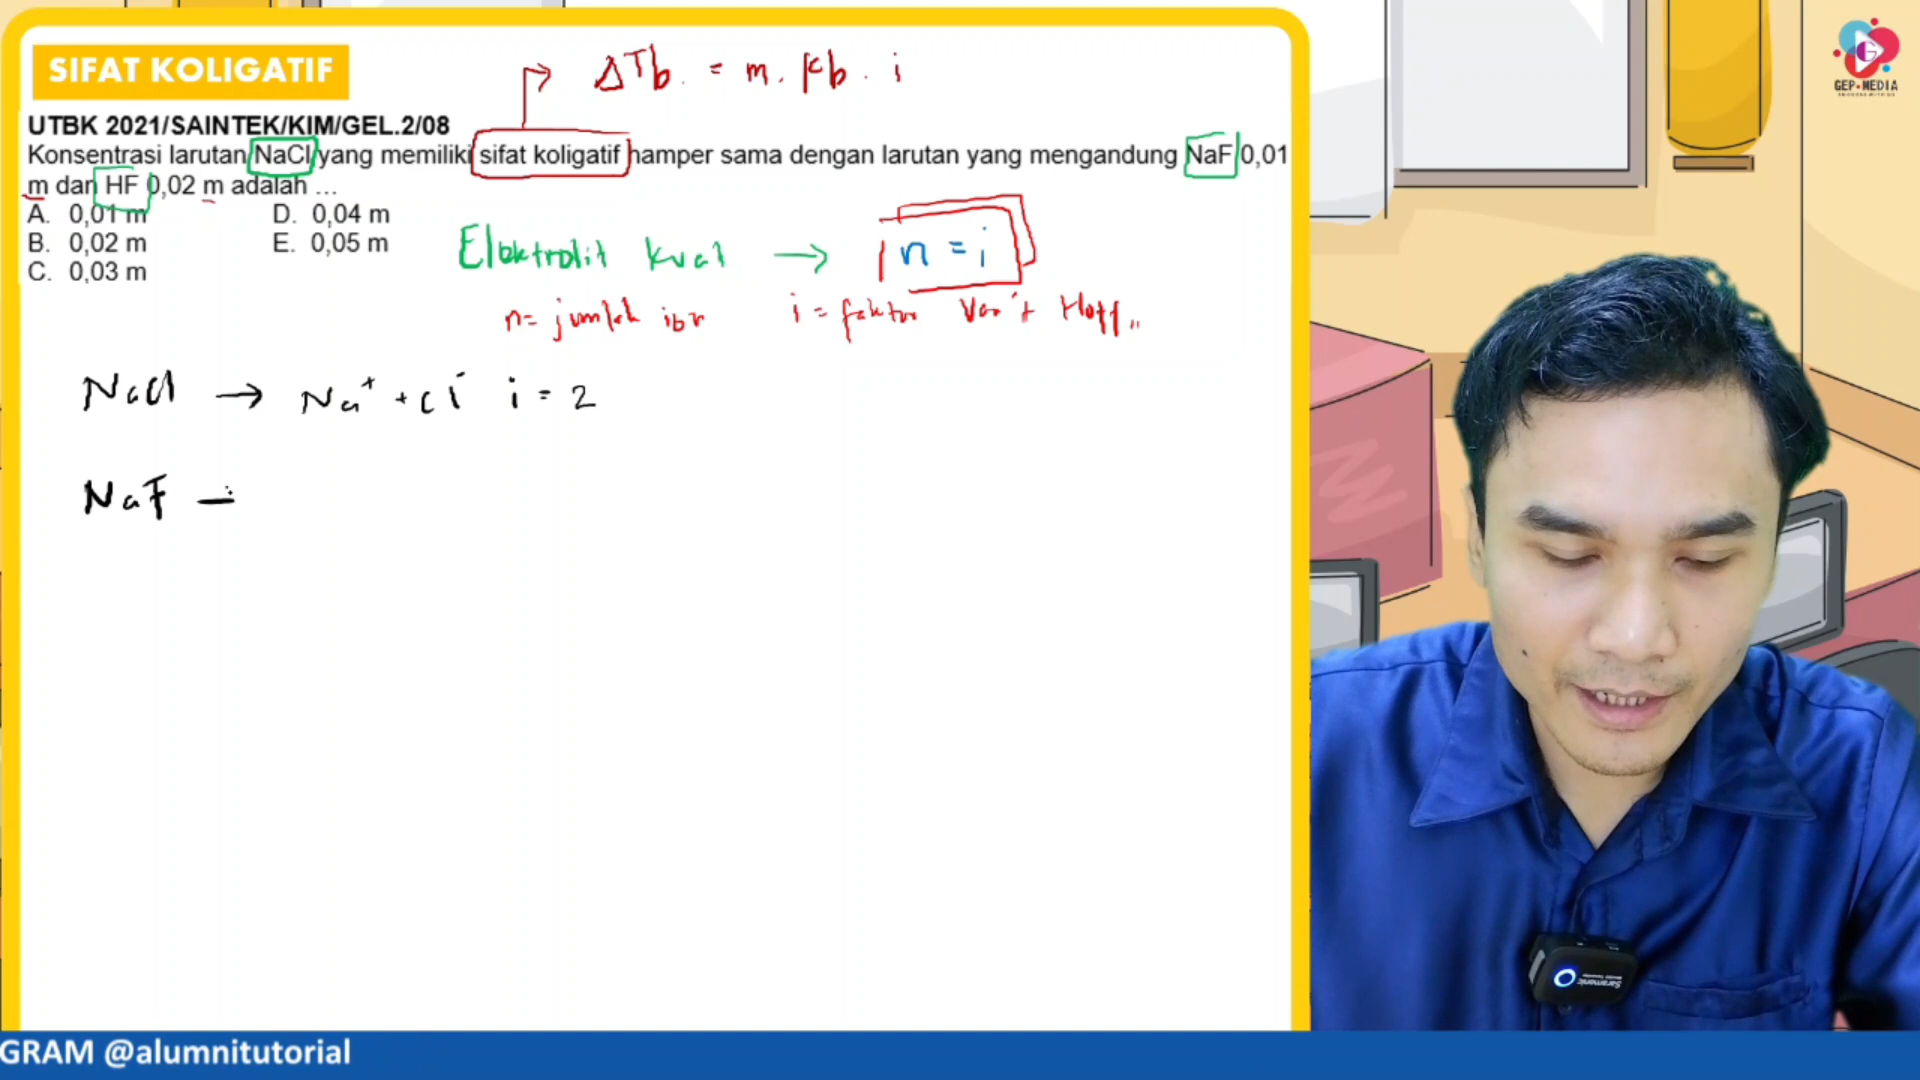 SIFAT KOLIGATIF
ΔTb = m . Kb . i
GEP MEDIA
UTBK 2021/SAINTEK/KIM/GEL.2/08
Konsentrasi larutan NaCl yang memiliki sifat koligatif hamper sama dengan larutan yang mengandung NaF 0,01
m dan HF 0,02 m adalah ...
A. 0,01 m
D. 0,04 m
B. 0,02 m
E. 0,05 m
C. 0,03 m
Elektrolit kuat → n = i
n = jumlah ion
i = faktor Van't Hoff
NaCl → Na⁺ + Cl⁻ i = 2
NaF –
Saramonic
GRAM @alumnitutorial